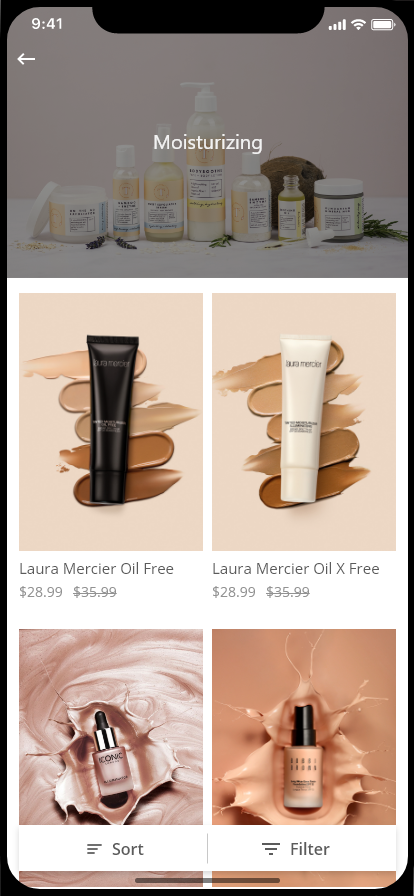 9:41
Moisturizing
laura mercier
laura mercier
Laura Mercier Oil Free
Laura Mercier Oil X Free
$28.99 $35.99
$28.99 $35.99
ICONIC
ILLUMINATOR
BOBBI
BROWN
Sort
Filter